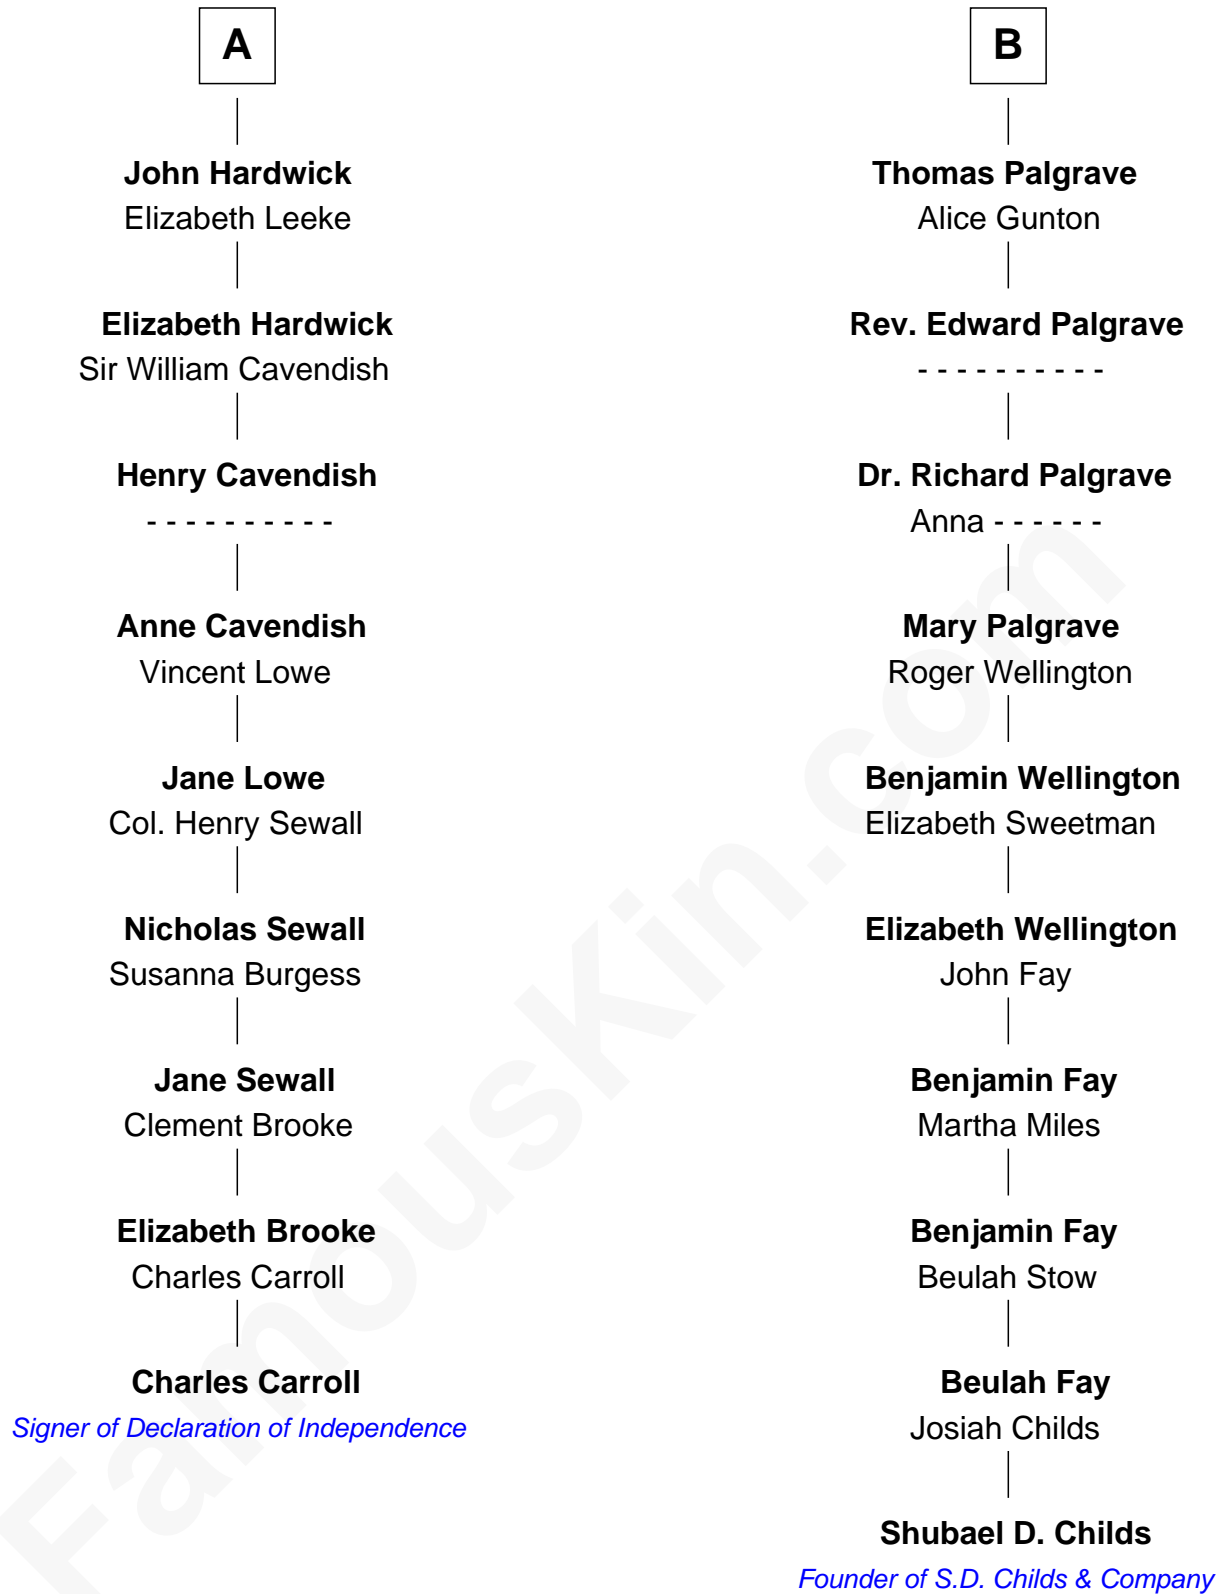 A
John Hardwick
Elizabeth Leeke
Elizabeth Hardwick
Sir William Cavendish
Henry Cavendish
- - - - - - - - - -
Anne Cavendish
Vincent Lowe
Jane Lowe
Col. Henry Sewall
Nicholas Sewall
Susanna Burgess
Jane Sewall
Clement Brooke
Elizabeth Brooke
Charles Carroll
Charles Carroll
Signer of Declaration of Independence
B
Thomas Palgrave
Alice Gunton
Rev. Edward Palgrave
- - - - - - - - - -
Dr. Richard Palgrave
Anna - - - - - -
Mary Palgrave
Roger Wellington
Benjamin Wellington
Elizabeth Sweetman
Elizabeth Wellington
John Fay
Benjamin Fay
Martha Miles
Benjamin Fay
Beulah Stow
Beulah Fay
Josiah Childs
Shubael D. Childs
Founder of S.D. Childs & Company
FamousKin.com